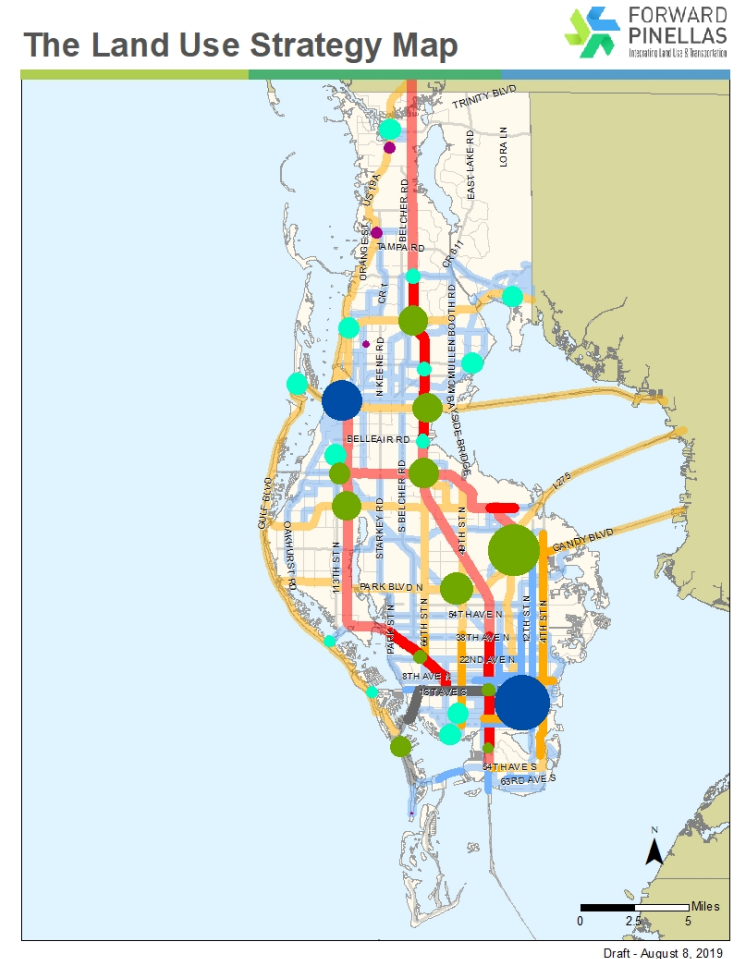 The Land Use Strategy Map
FORWARD
PINELLAS
Integrating Land Use & Transportation
TRINITY BLVD
EAST LAKE RD
LORA LN
US 19A
BELCHER RD
ORANGE ST
TAMPA RD
CR 611
CR 1
N KEENE RD
MCMULLEN BOOTH RD
BELLEAIR RD
BAYSIDE BRIDGE
GULF BLVD
S BELCHER RD
I-275
STARKEY RD
49TH ST N
OAKHURST RD
GANDY BLVD
113TH ST N
PARK BLVD N
PARK ST N
66TH ST N
54TH AVE N
12TH ST N
4TH ST N
38TH AVE N
22ND AVE N
8TH AVE N
1ST AVE S
54TH AVE S
63RD AVE S
N
Miles
0 2.5 5
Draft - August 8, 2019